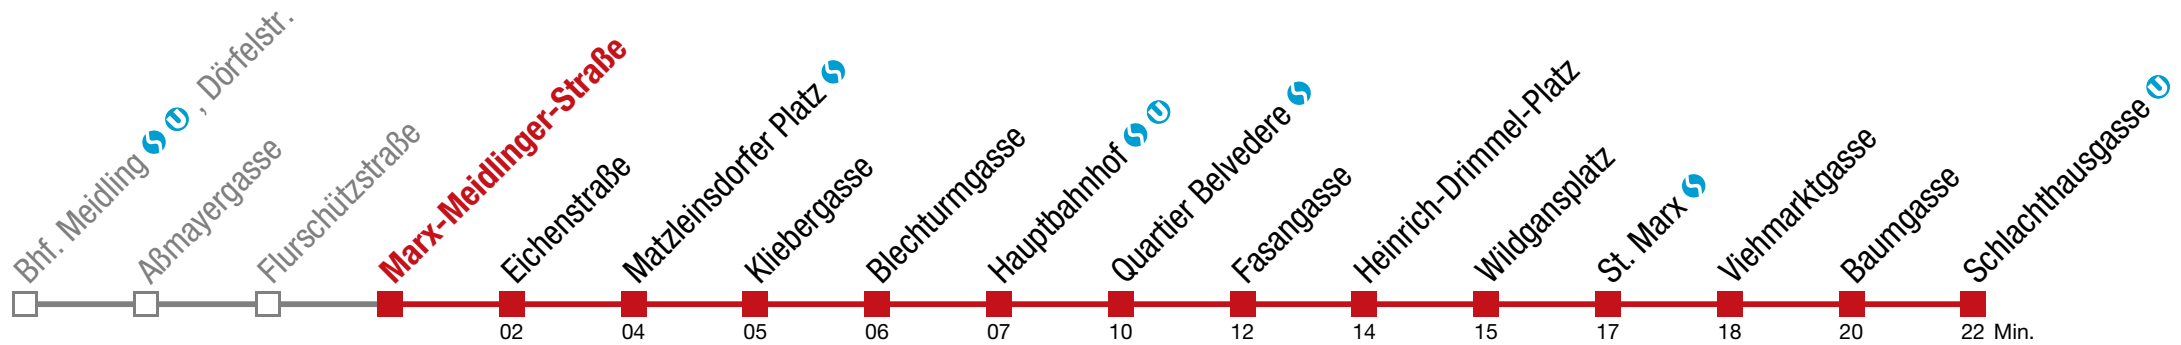 Bhf. Meidling S U , Dörfelstr.
Aßmayergasse
Flurschützstraße
Marx-Meidlinger-Straße
Eichenstraße
Matzleinsdorfer Platz S
Kliebergasse
Blechturmgasse
Hauptbahnhof S U
Quartier Belvedere S
Fasangasse
Heinrich-Drimmel-Platz
Wildgansplatz
St. Marx S
Viehmarktgasse
Baumgasse
Schlachthausgasse U
02 04 05 06 07 10 12 14 15 17 18 20 22 Min.